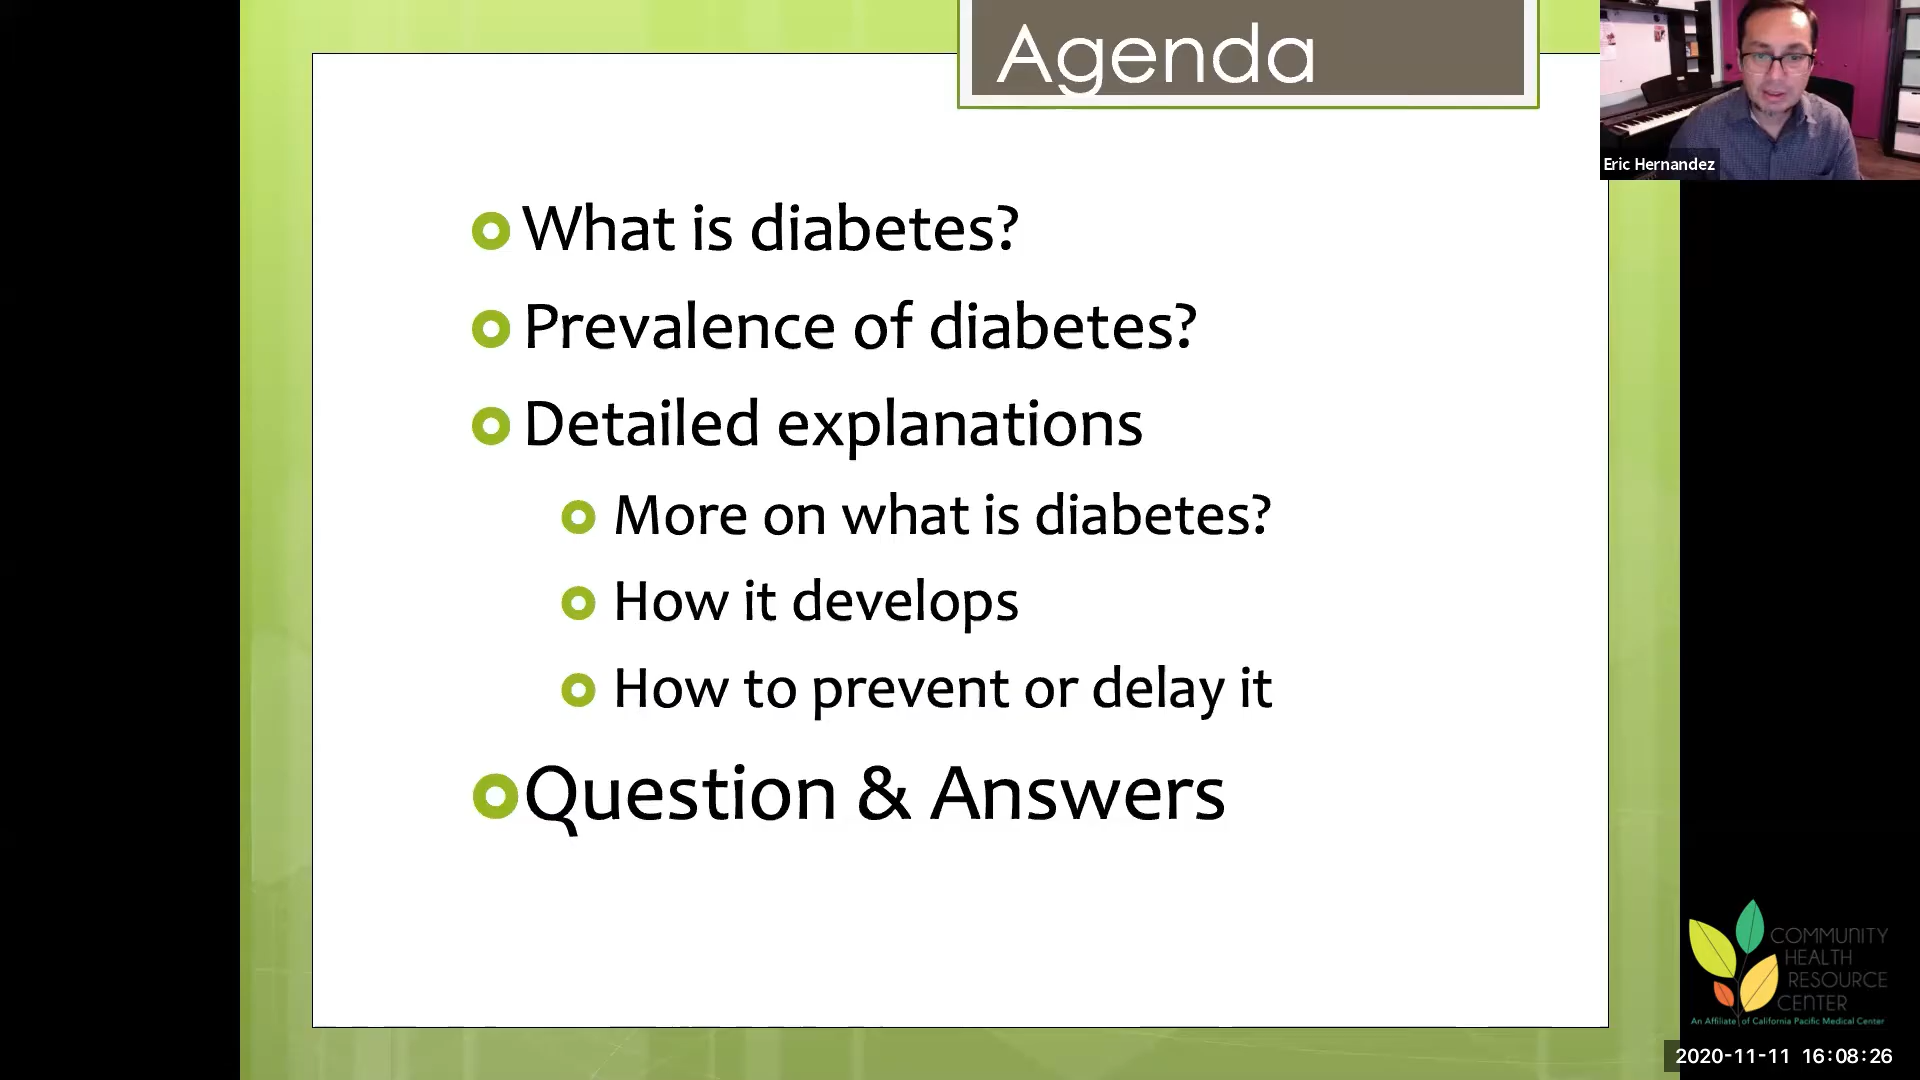 Agenda
What is diabetes?
Prevalence of diabetes?
Detailed explanations
More on what is diabetes?
How it develops
How to prevent or delay it
Question & Answers
Eric Hernandez
COMMUNITY
HEALTH
RESOURCE
CENTER
An Affiliate of California Pacific Medical Center
2020-11-11 16:08:26